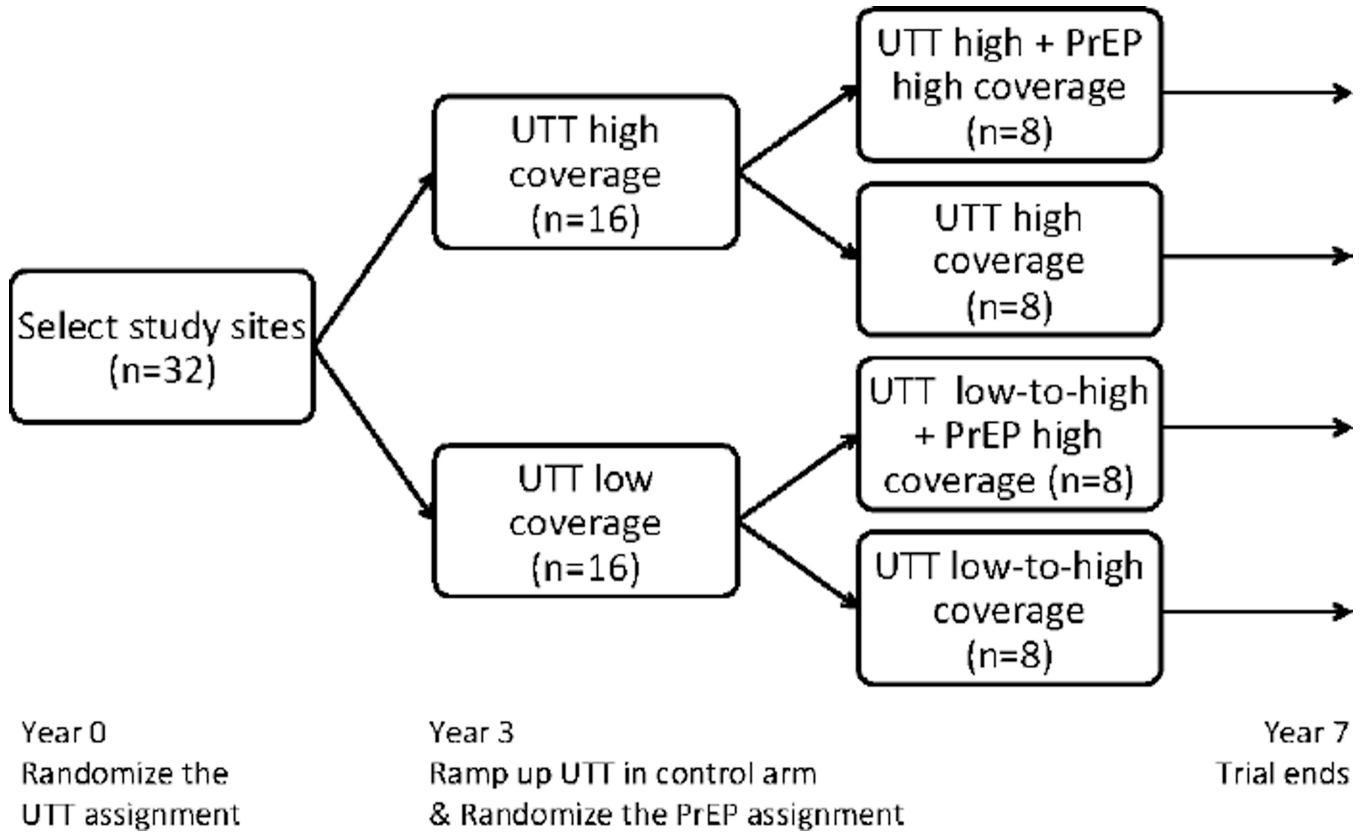 Select study sites
(n=32)
UTT high
coverage
(n=16)
UTT low
coverage
(n=16)
UTT high + PrEP
high coverage
(n=8)
UTT high
coverage
(n=8)
UTT low-to-high
+ PrEP high
coverage (n=8)
UTT low-to-high
coverage
(n=8)
Year 0
Randomize the
UTT assignment
Year 3
Ramp up UTT in control arm
& Randomize the PrEP assignment
Year 7
Trial ends